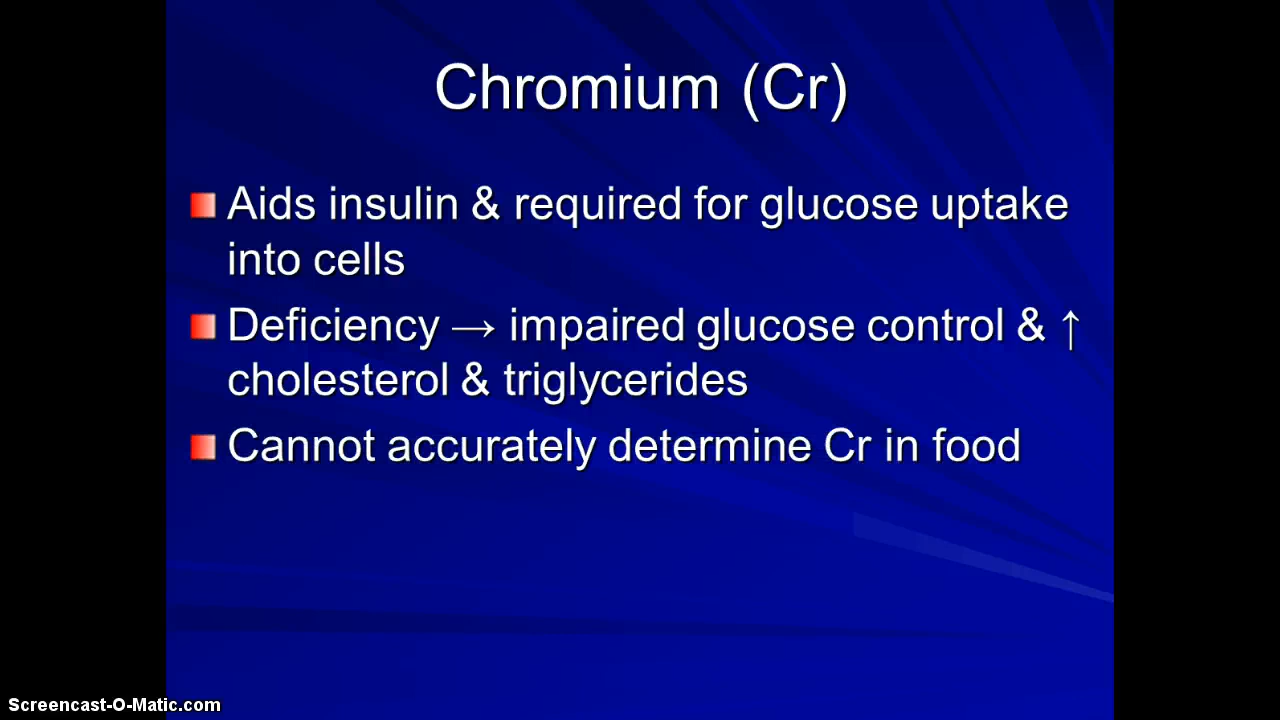 Chromium (Cr)
Aids insulin & required for glucose uptake
into cells
Deficiency → impaired glucose control & ↑
cholesterol & triglycerides
Cannot accurately determine Cr in food
Screencast-O-Matic.com